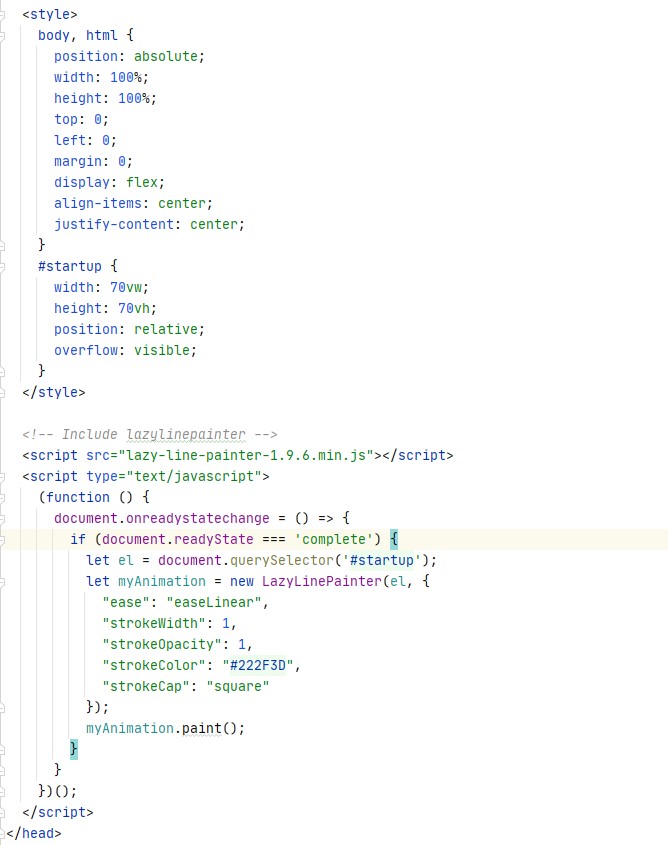 <style>
body, html {
position: absolute;
width: 100%;
height: 100%;
top: 0;
left: 0;
margin: 0;
display: flex;
align-items: center;
justify-content: center;
}
#startup {
width: 70vw;
height: 70vh;
position: relative;
overflow: visible;
}
</style>
<!-- Include lazylinepainter -->
<script src="lazy-line-painter-1.9.6.min.js"></script>
<script type="text/javascript">
(function () {
document.onreadystatechange = () => {
if (document.readyState === 'complete') {
let el = document.querySelector('#startup');
let myAnimation = new LazyLinePainter(el, {
"ease": "easeLinear",
"strokeWidth": 1,
"strokeOpacity": 1,
"strokeColor": "#222F3D",
"strokeCap": "square"
});
myAnimation.paint();
}
}
})();
</script>
</head>